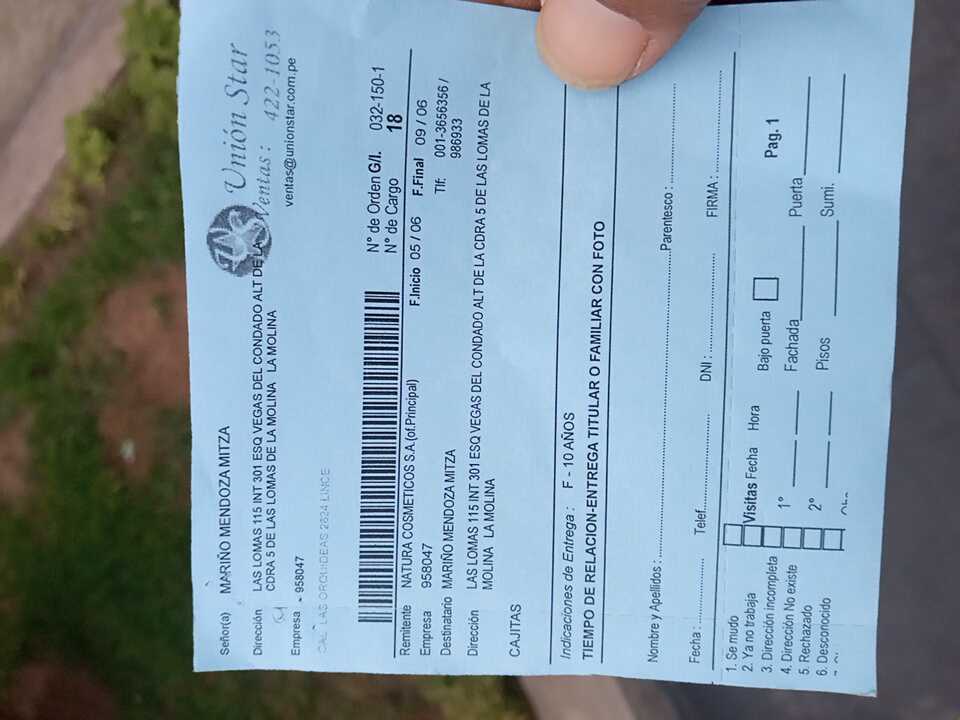 Unión Star
Ventas: 422-1053
ventas@unionstar.com.pe
Señor(a) MARIÑO MENDOZA MITZA
Dirección LAS LOMAS 115 INT 301 ESQ VEGAS DEL CONDADO ALT DE LA
CDRA 5 DE LAS LOMAS DE LA MOLINA LA MOLINA
Empresa - 958047
CAL LAS ORQUIDEAS 2824 LINCE
N° de Orden G/I. 032-150-1
N° de Cargo 18
Remitente NATURA COSMETICOS S.A.(of.Principal) F.Inicio 05 / 06 F.Final 09 / 06
Empresa 958047 Tlf: 001-3656356 /
Destinatario MARIÑO MENDOZA MITZA 986933
Dirección LAS LOMAS 115 INT 301 ESQ VEGAS DEL CONDADO ALT DE LA CDRA 5 DE LAS LOMAS DE LA
MOLINA LA MOLINA
CAJITAS
Indicaciones de Entrega : F - 10 AÑOS
TIEMPO DE RELACION-ENTREGA TITULAR O FAMILIAR CON FOTO
Nombre y Apellidos : Parentesco :
Fecha : Telef. DNI : FIRMA :
1. Se mudo
2. Ya no trabaja Visitas Fecha Hora Bajo puerta Pag. 1
3. Dirección incompleta
4. Dirección No existe 1° Fachada Puerta
5. Rechazado
6. Desconocido 2° Pisos Sumi.